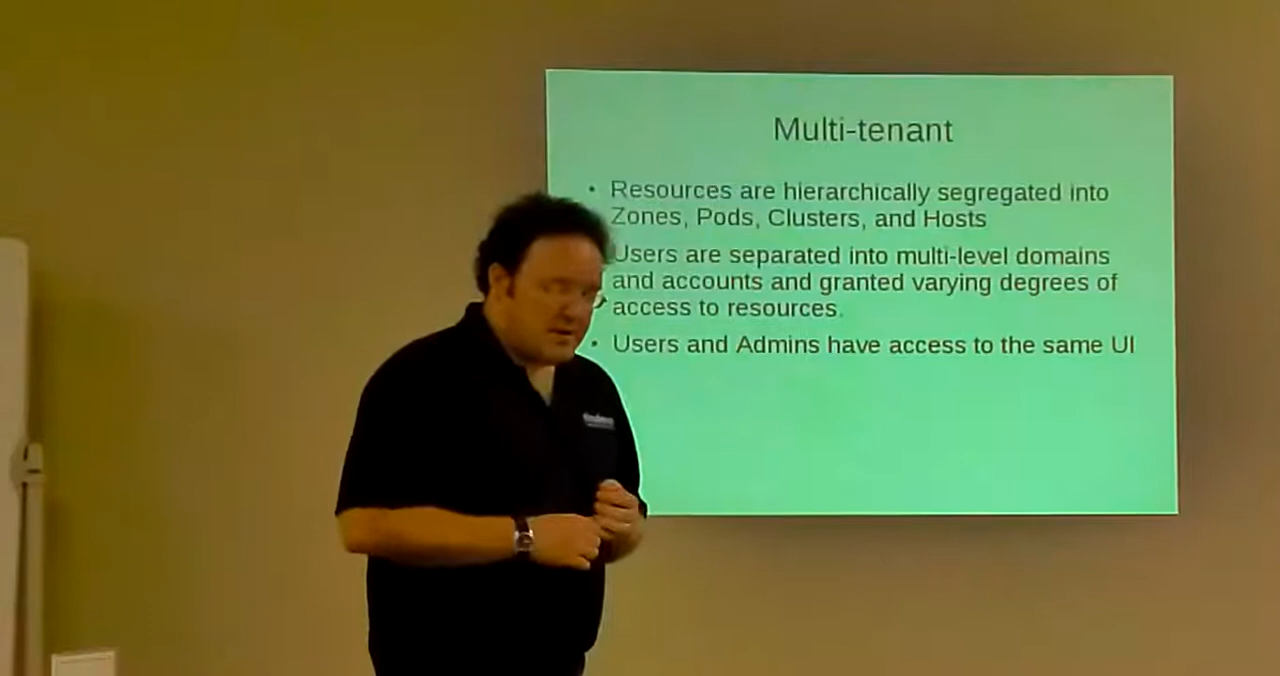 Multi-tenant
• Resources are hierarchically segregated into
Zones, Pods, Clusters, and Hosts
Users are separated into multi-level domains
and accounts and granted varying degrees of
access to resources.
• Users and Admins have access to the same UI